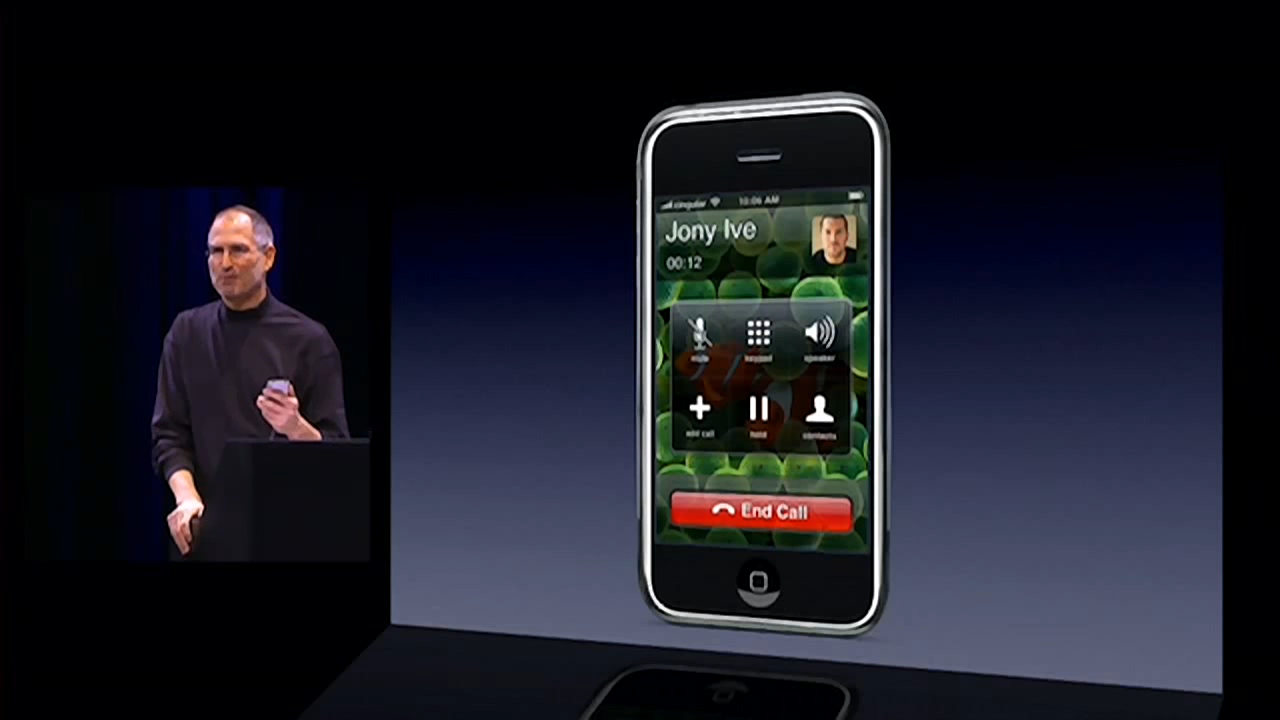 cingular 10:06 AM
Jony Ive
00:12
mute keypad speaker
add call hold contacts
End Call